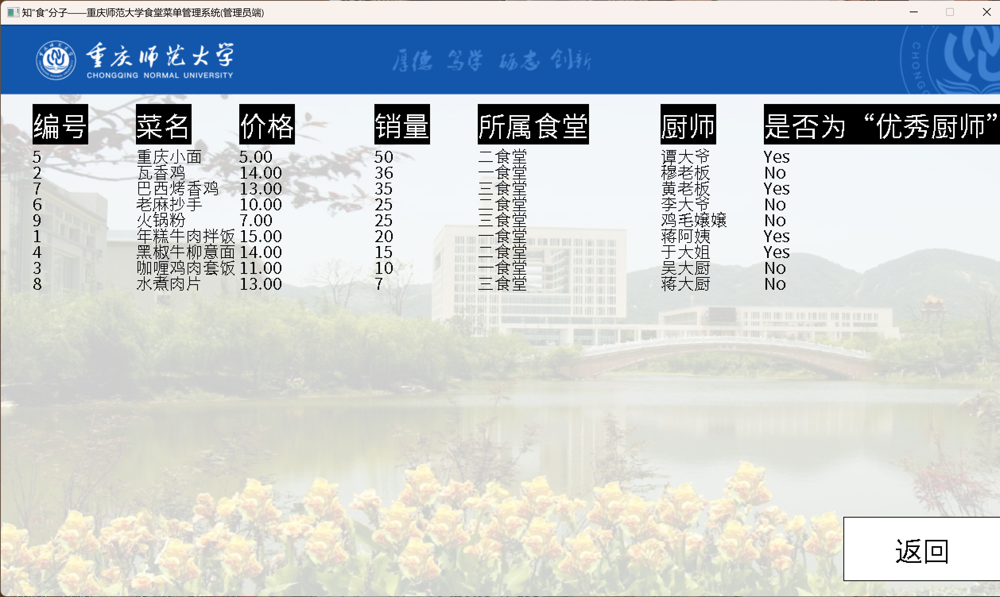 知“食”分子——重庆师范大学食堂菜单管理系统(管理员端)
重庆师范大学
CHONGQING NORMAL UNIVERSITY
厚德 笃学 砺志 创新
编号 菜名 价格 销量 所属食堂 厨师 是否为“优秀厨师”
5 重庆小面 5.00 50 二食堂 谭大爷 Yes
2 瓦香鸡 14.00 36 一食堂 穆老板 No
7 巴西烤香鸡 13.00 35 三食堂 黄老板 Yes
6 老麻抄手 10.00 25 二食堂 李大爷 No
9 火锅粉 7.00 25 三食堂 鸡毛嬢嬢 No
1 年糕牛肉拌饭 15.00 20 一食堂 蒋阿姨 Yes
4 黑椒牛柳意面 14.00 15 二食堂 于大姐 Yes
3 咖喱鸡肉套饭 11.00 10 一食堂 吴大厨 No
8 水煮肉片 13.00 7 三食堂 蒋大厨 No
返回